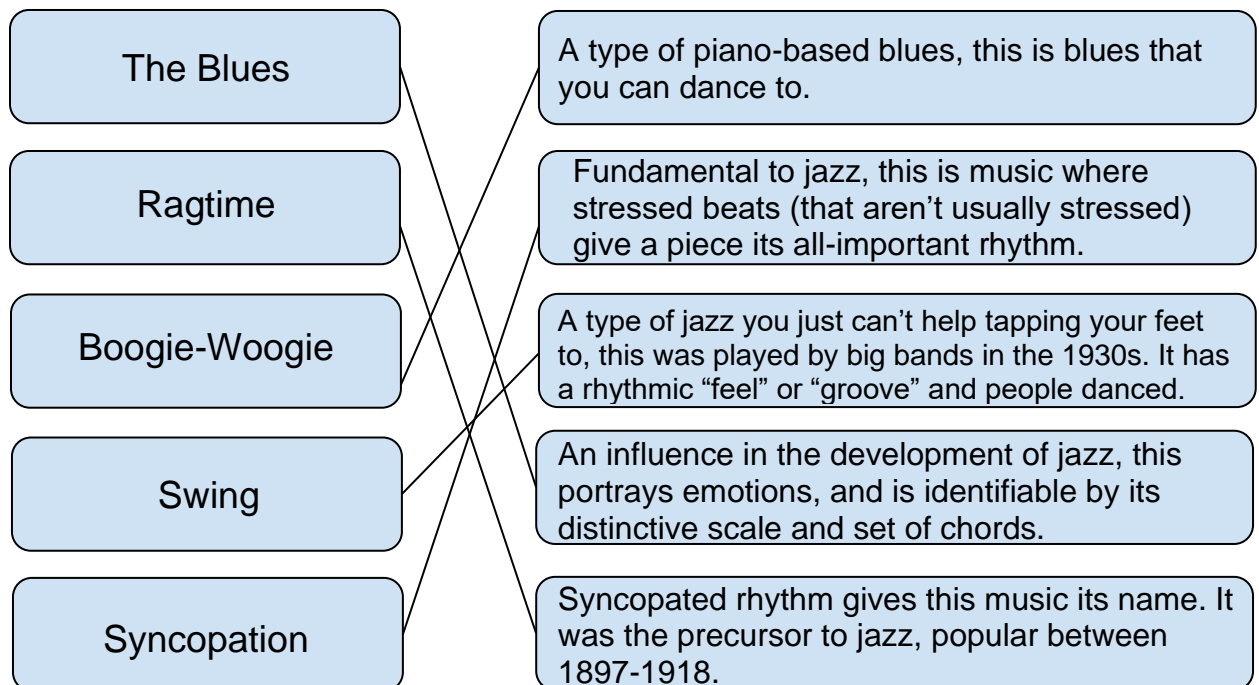 The Blues
A type of piano-based blues, this is blues that
you can dance to.
Ragtime
Fundamental to jazz, this is music where
stressed beats (that aren’t usually stressed)
give a piece its all-important rhythm.
Boogie-Woogie
A type of jazz you just can’t help tapping your feet
to, this was played by big bands in the 1930s. It has
a rhythmic “feel” or “groove” and people danced.
Swing
An influence in the development of jazz, this
portrays emotions, and is identifiable by its
distinctive scale and set of chords.
Syncopation
Syncopated rhythm gives this music its name. It
was the precursor to jazz, popular between
1897-1918.